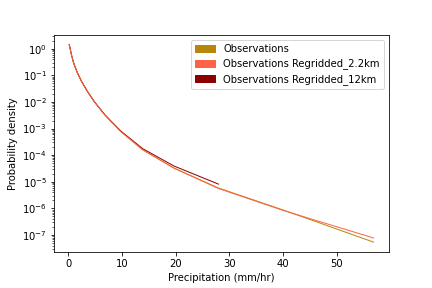 Observations
Observations Regridded_2.2km
Observations Regridded_12km
Probability density
10⁰
10⁻¹
10⁻²
10⁻³
10⁻⁴
10⁻⁵
10⁻⁶
10⁻⁷
0 10 20 30 40 50
Precipitation (mm/hr)